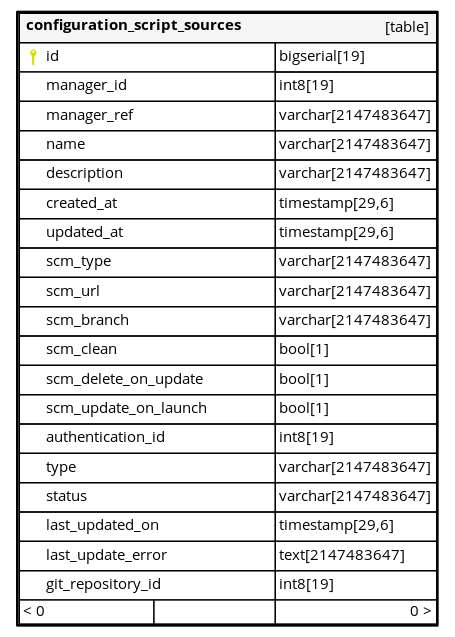 configuration_script_sources [table]
id bigserial[19]
manager_id int8[19]
manager_ref varchar[2147483647]
name varchar[2147483647]
description varchar[2147483647]
created_at timestamp[29,6]
updated_at timestamp[29,6]
scm_type varchar[2147483647]
scm_url varchar[2147483647]
scm_branch varchar[2147483647]
scm_clean bool[1]
scm_delete_on_update bool[1]
scm_update_on_launch bool[1]
authentication_id int8[19]
type varchar[2147483647]
status varchar[2147483647]
last_updated_on timestamp[29,6]
last_update_error text[2147483647]
git_repository_id int8[19]
< 0 0 >